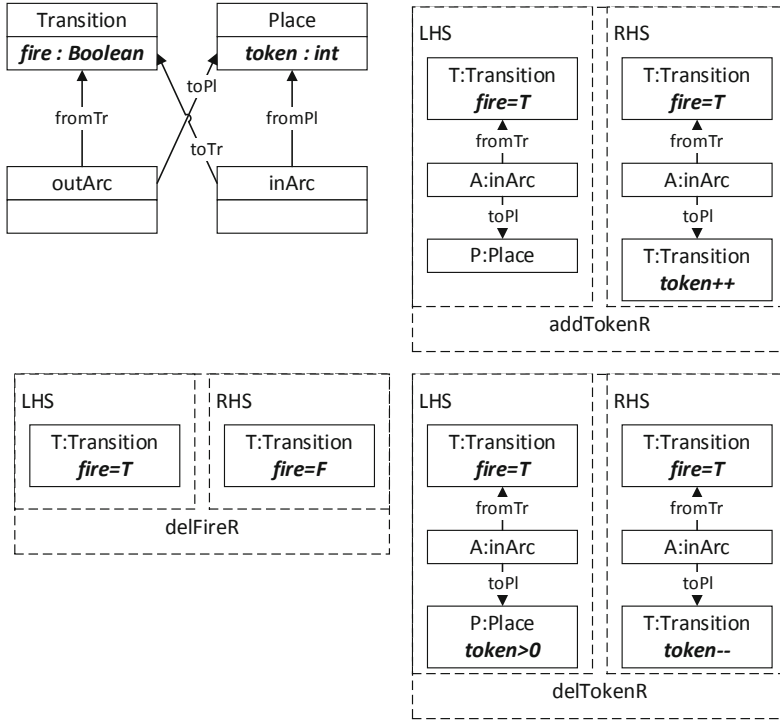 Transition
fire : Boolean
Place
token : int
fromTr
toPl
toTr
fromPl
outArc
inArc
LHS
T:Transition
fire=T
fromTr
A:inArc
toPl
P:Place
RHS
T:Transition
fire=T
fromTr
A:inArc
toPl
T:Transition
token++
addTokenR
LHS
T:Transition
fire=T
RHS
T:Transition
fire=F
delFireR
LHS
T:Transition
fire=T
fromTr
A:inArc
toPl
P:Place
token>0
RHS
T:Transition
fire=T
fromTr
A:inArc
toPl
T:Transition
token--
delTokenR